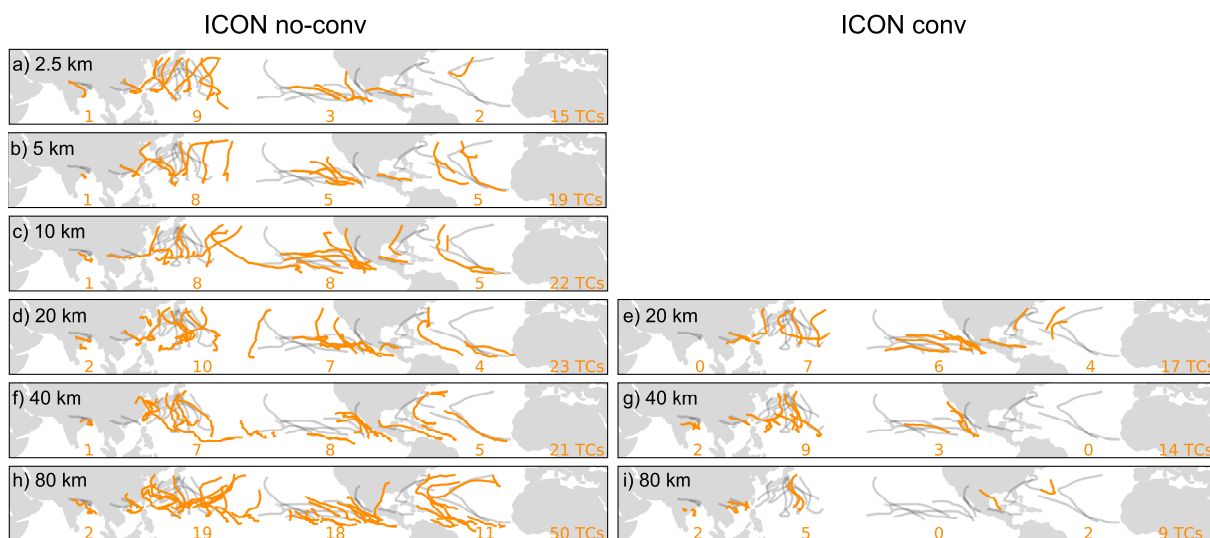 ICON no-conv
ICON conv
a) 2.5 km
1 9 3 2 15 TCs
b) 5 km
1 8 5 5 19 TCs
c) 10 km
1 8 8 5 22 TCs
d) 20 km
2 10 7 4 23 TCs
e) 20 km
0 7 6 4 17 TCs
f) 40 km
1 7 8 5 21 TCs
g) 40 km
2 9 3 0 14 TCs
h) 80 km
2 19 18 11 50 TCs
i) 80 km
2 5 0 2 9 TCs